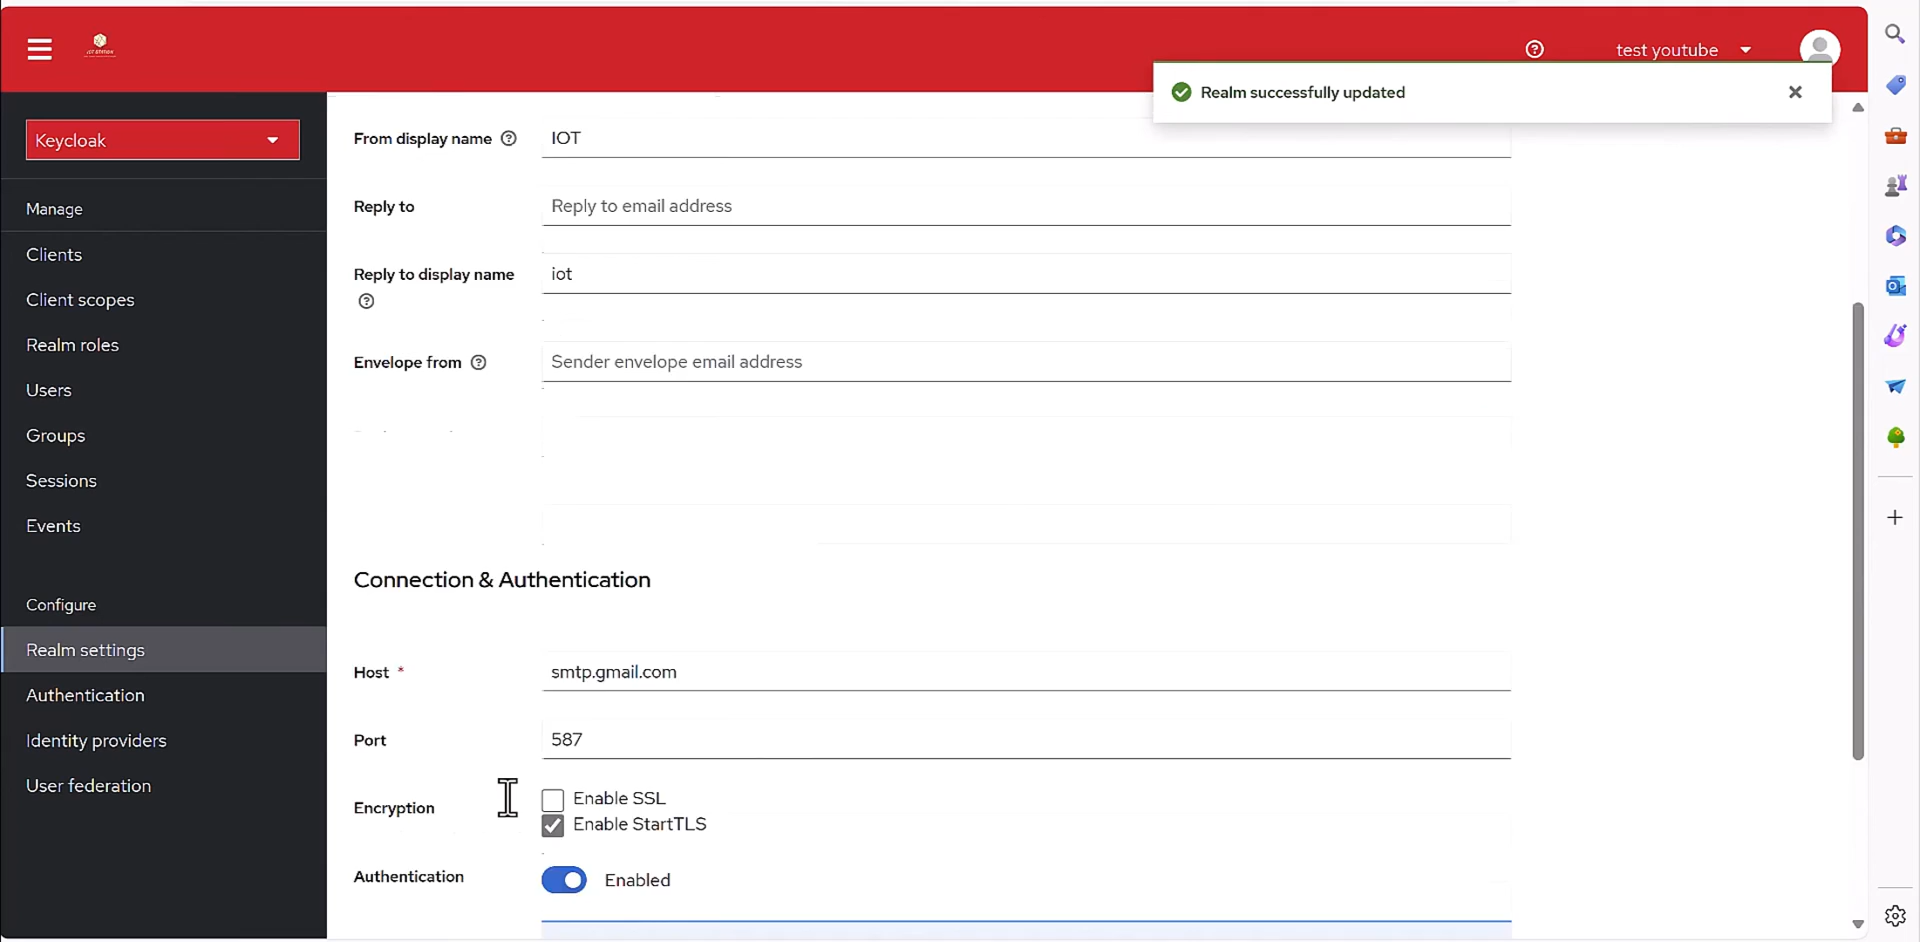 test youtube
Realm successfully updated
Keycloak
Manage
Clients
Client scopes
Realm roles
Users
Groups
Sessions
Events
Configure
Realm settings
Authentication
Identity providers
User federation
From display name
IOT
Reply to
Reply to email address
Reply to display name
iot
Envelope from
Sender envelope email address
Connection & Authentication
Host *
smtp.gmail.com
Port
587
Encryption
Enable SSL
Enable StartTLS
Authentication
Enabled